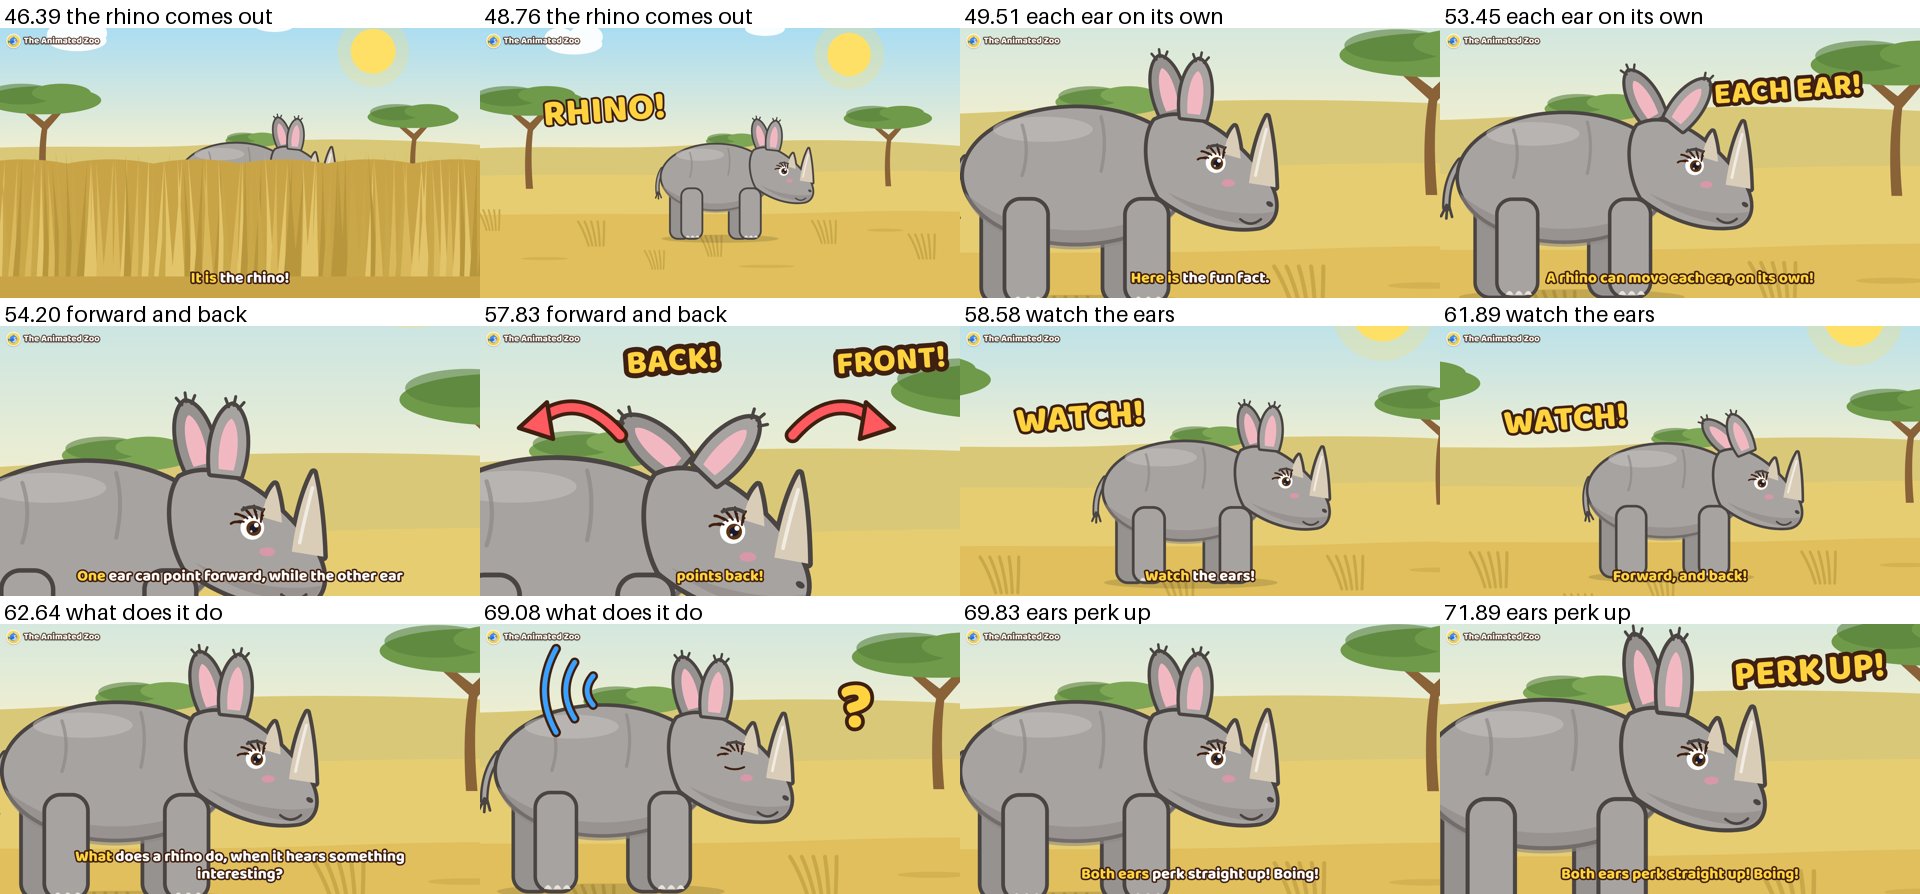 46.39 the rhino comes out
The Animated Zoo
It is the rhino!
48.76 the rhino comes out
The Animated Zoo
RHINO!
49.51 each ear on its own
The Animated Zoo
Here is the fun fact.
53.45 each ear on its own
The Animated Zoo
EACH EAR!
A rhino can move each ear, on its own!
54.20 forward and back
The Animated Zoo
One ear can point forward, while the other ear
57.83 forward and back
The Animated Zoo
BACK!
FRONT!
points back!
58.58 watch the ears
The Animated Zoo
WATCH!
Watch the ears!
61.89 watch the ears
The Animated Zoo
WATCH!
Forward, and back!
62.64 what does it do
The Animated Zoo
What does a rhino do, when it hears something
interesting?
69.08 what does it do
The Animated Zoo
?
69.83 ears perk up
The Animated Zoo
Both ears perk straight up! Boing!
71.89 ears perk up
The Animated Zoo
PERK UP!
Both ears perk straight up! Boing!